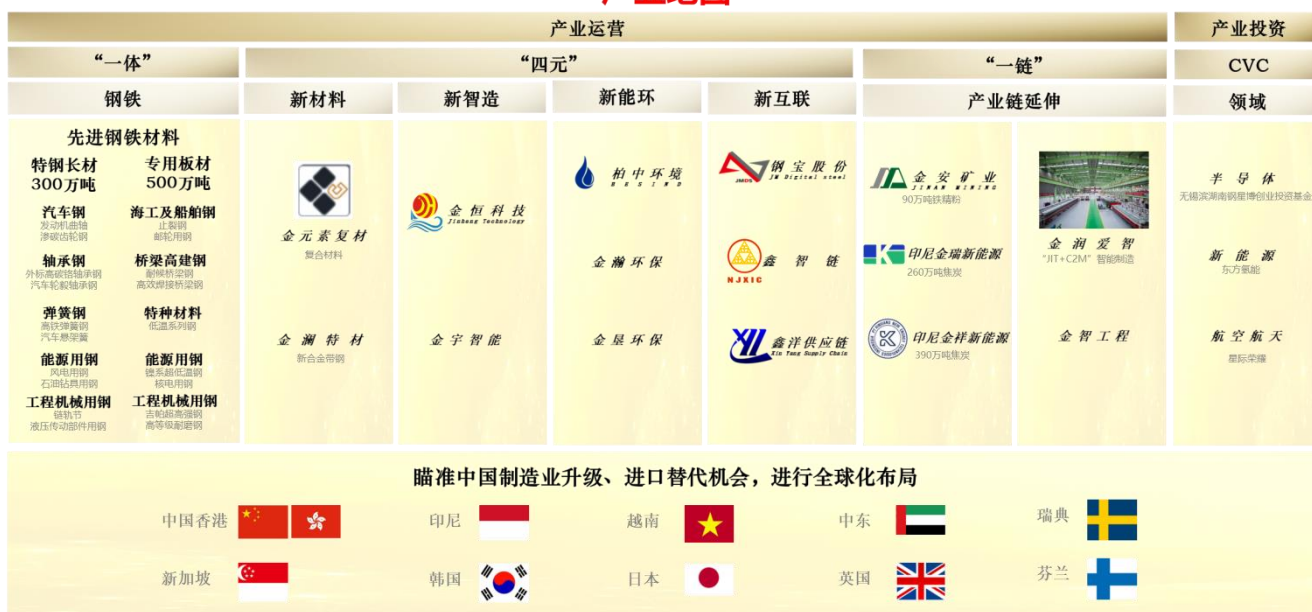 产业运营
产业投资
“一体”
“四元”
“一链”
CVC
钢铁
新材料
新智造
新能环
新互联
产业链延伸
领域
先进钢铁材料
特钢长材
300万吨
专用板材
500万吨
汽车钢
发动机曲轴
渗碳齿轮钢
海工及船舶钢
止裂钢
邮轮用钢
轴承钢
外标高碳铬轴承钢
汽车轮毂轴承钢
桥梁高建钢
耐候桥梁钢
高效焊接桥梁钢
弹簧钢
高铁弹簧钢
汽车悬架簧
特种材料
低温系列钢
能源用钢
风电用钢
石油钻具用钢
能源用钢
镍系超低温钢
核电用钢
工程机械用钢
链轨节
液压传动部件用钢
工程机械用钢
吉帕超高强钢
高等级耐磨钢
金元素复材
复合材料
金澜特材
新合金带钢
金恒科技
Jinheng Technology
金宇智能
柏中环境
金瀚环保
金垦环保
JMDS
钢宝股份
JM Digital steel
NJXIC
鑫智链
鑫洋供应链
Xin Yang Supply Chain
金安矿业
JINAN MINING
90万吨铁精粉
印尼金瑞新能源
260万吨焦炭
印尼金祥新能源
390万吨焦炭
金润爱智
“JIT+C2M”智能制造
金智工程
半导体
无锡滨湖南钢星博创业投资基金
新能源
东方氢能
航空航天
星际荣耀
瞄准中国制造业升级、进口替代机会，进行全球化布局
中国香港
印尼
越南
中东
瑞典
新加坡
韩国
日本
英国
芬兰